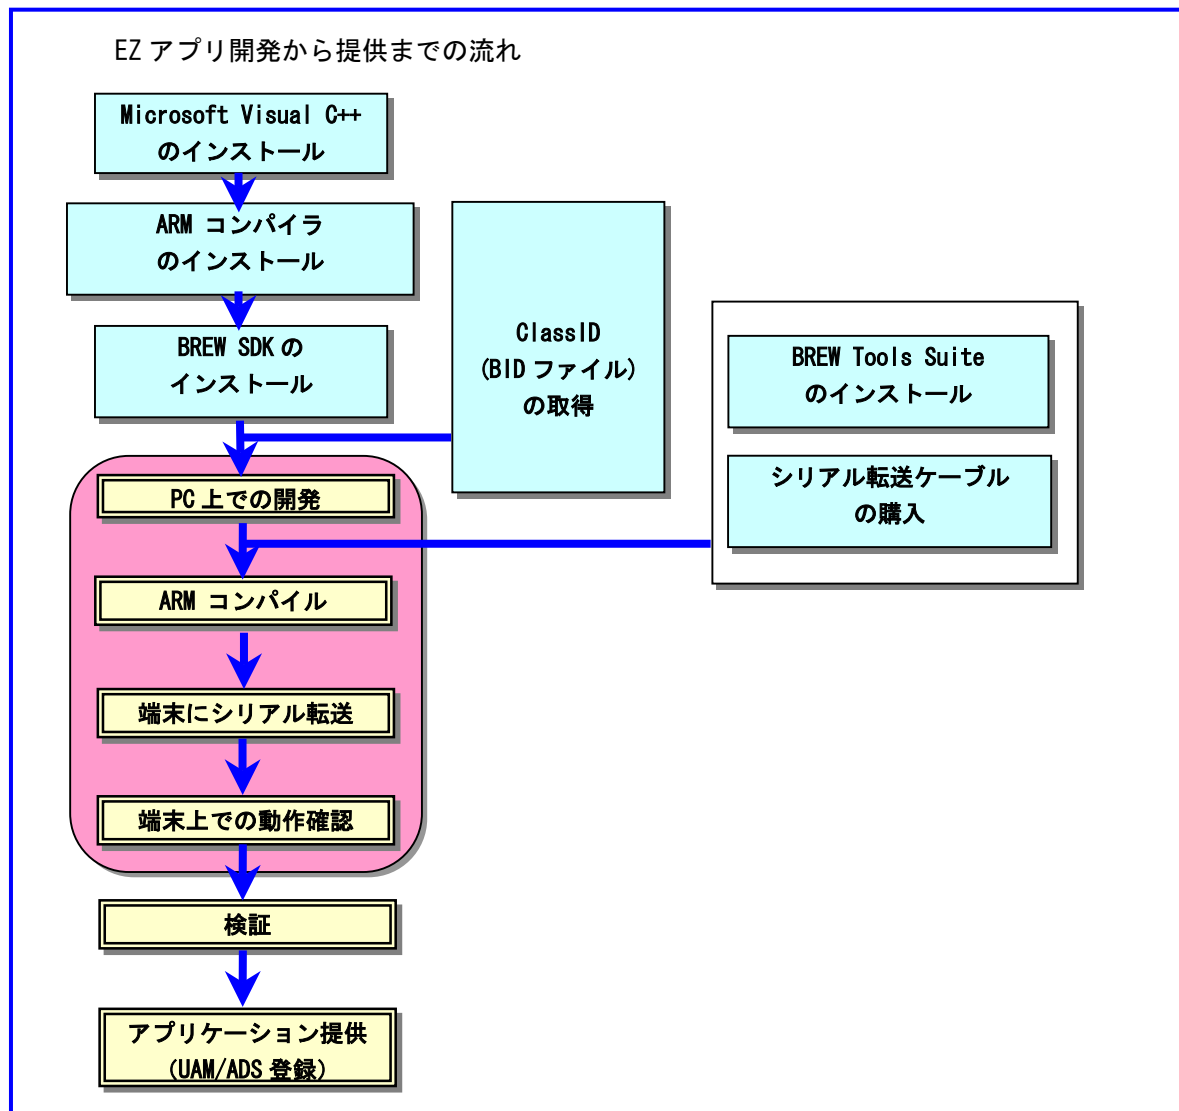 EZ アプリ開発から提供までの流れ
Microsoft Visual C++
のインストール
ARM コンパイラ
のインストール
BREW SDK の
インストール
ClassID
(BID ファイル)
の取得
BREW Tools Suite
のインストール
シリアル転送ケーブル
の購入
PC 上での開発
ARM コンパイル
端末にシリアル転送
端末上での動作確認
検証
アプリケーション提供
(UAM/ADS 登録)